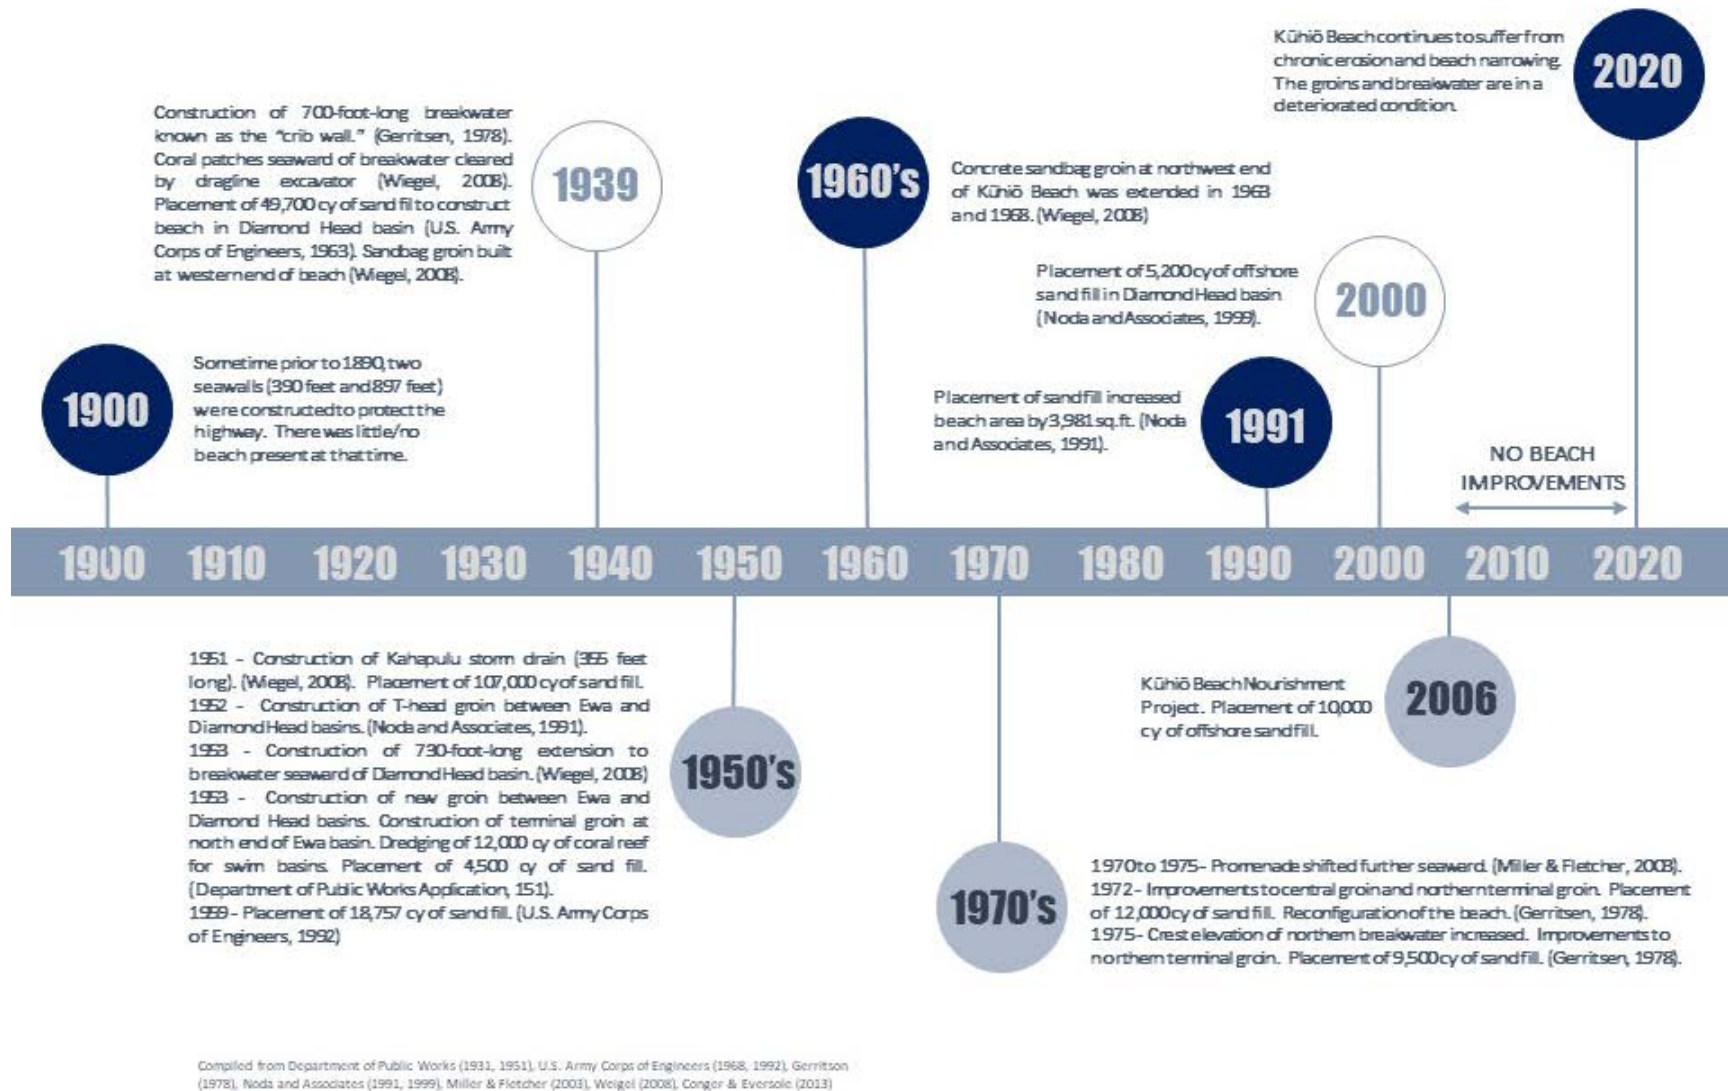 2020
Kūhiō Beach continues to suffer from
chronic erosion and beach narrowing.
The groins and breakwater are in a
deteriorated condition.
1939
Construction of 700-foot-long breakwater
known as the "crib wall." (Gerritsen, 1978).
Coral patches seaward of breakwater cleared
by dragline excavator (Wiegel, 2008).
Placement of 49,700 cy of sand fil to construct
beach in Diamond Head basin (U.S. Army
Corps of Engineers, 1963). Sandbag groin built
at western end of beach (Wiegel, 2008).
1960's
Concrete sandbag groin at northwest end
of Kūhiō Beach was extended in 1963
and 1968. (Wiegel, 2008)
2000
Placement of 5,200 cy of offshore
sand fill in Diamond Head basin
(Noda and Associates, 1999).
1900
Sometime prior to 1890, two
seawalls (390 feet and 897 feet)
were constructed to protect the
highway. There was little/no
beach present at that time.
1991
Placement of sand fill increased
beach area by 3,981 sq. ft. (Noda
and Associates, 1991).
NO BEACH
IMPROVEMENTS
1900 1910 1920 1930 1940 1950 1960 1970 1980 1990 2000 2010 2020
1951 - Construction of Kahapulu storm drain (355 feet
long). (Wiegel, 2008). Placement of 107,000 cy of sand fill.
1952 - Construction of T-head groin between Ewa and
Diamond Head basins. (Noda and Associates, 1991).
1953 - Construction of 730-foot-long extension to
breakwater seaward of Diamond Head basin. (Wiegel, 2008)
1953 - Construction of new groin between Ewa and
Diamond Head basins. Construction of terminal groin at
north end of Ewa basin. Dredging of 12,000 cy of coral reef
for swim basins. Placement of 4,500 cy of sand fill.
(Department of Public Works Application, 151).
1959 - Placement of 18,757 cy of sand fill. (U.S. Army Corps
of Engineers, 1992)
1950's
Kūhiō Beach Nourishment
Project. Placement of 10,000
cy of offshore sand fill.
2006
1970's
1970 to 1975- Promenade shifted further seaward. (Miller & Fletcher, 2003).
1972 - Improvements to central groin and northern terminal groin. Placement
of 12,000 cy of sand fill. Reconfiguration of the beach. (Gerritsen, 1978).
1975- Crest elevation of northern breakwater increased. Improvements to
northern terminal groin. Placement of 9,500 cy of sand fill. (Gerritsen, 1978).
Compiled from Department of Public Works (1931, 1951), U.S. Army Corps of Engineers (1968, 1992), Gerritson
(1978), Noda and Associates (1991, 1999), Miller & Fletcher (2003), Weigel (2008), Conger & Eversole (2013)